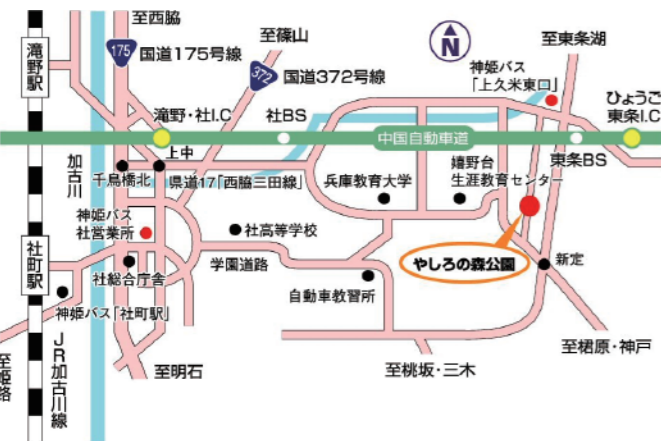 至西脇
175
国道175号線
至篠山
372
国道372号線
N
至東条湖
神姫バス
「上久米東口」
ひょうご
東条I.C
滝野駅
滝野・社I.C
社BS
中国自動車道
東条BS
上中
千鳥橋北
県道17「西脇三田線」
兵庫教育大学
嬉野台
生涯教育センター
加古川
神姫バス
社営業所
社高等学校
学園道路
やしろの森公園
新定
社町駅
社総合庁舎
自動車教習所
神姫バス「社町駅」
至姫路
JR加古川線
至明石
至桃坂・三木
至椐原・神戸